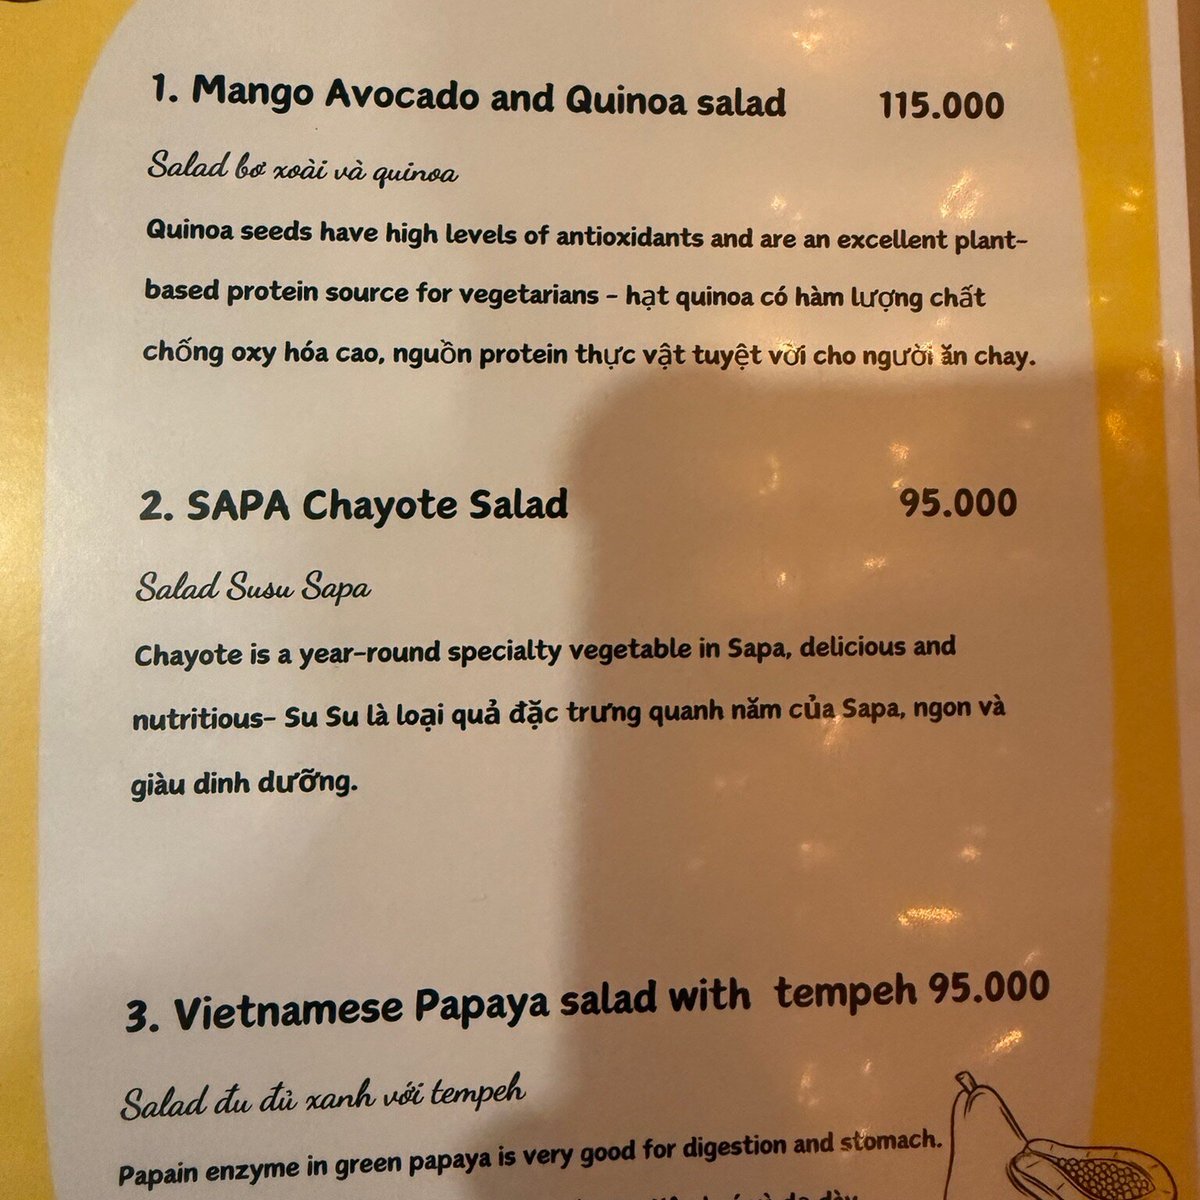 1. Mango Avocado and Quinoa salad 115.000
Salad bơ xoài và quinoa
Quinoa seeds have high levels of antioxidants and are an excellent plant-
based protein source for vegetarians - hạt quinoa có hàm lượng chất
chống oxy hóa cao, nguồn protein thực vật tuyệt vời cho người ăn chay.
2. SAPA Chayote Salad 95.000
Salad Susu Sapa
Chayote is a year-round specialty vegetable in Sapa, delicious and
nutritious- Su Su là loại quả đặc trưng quanh năm của Sapa, ngon và
giàu dinh dưỡng.
3. Vietnamese Papaya salad with tempeh 95.000
Salad đu đủ xanh với tempeh
Papain enzyme in green papaya is very good for digestion and stomach.